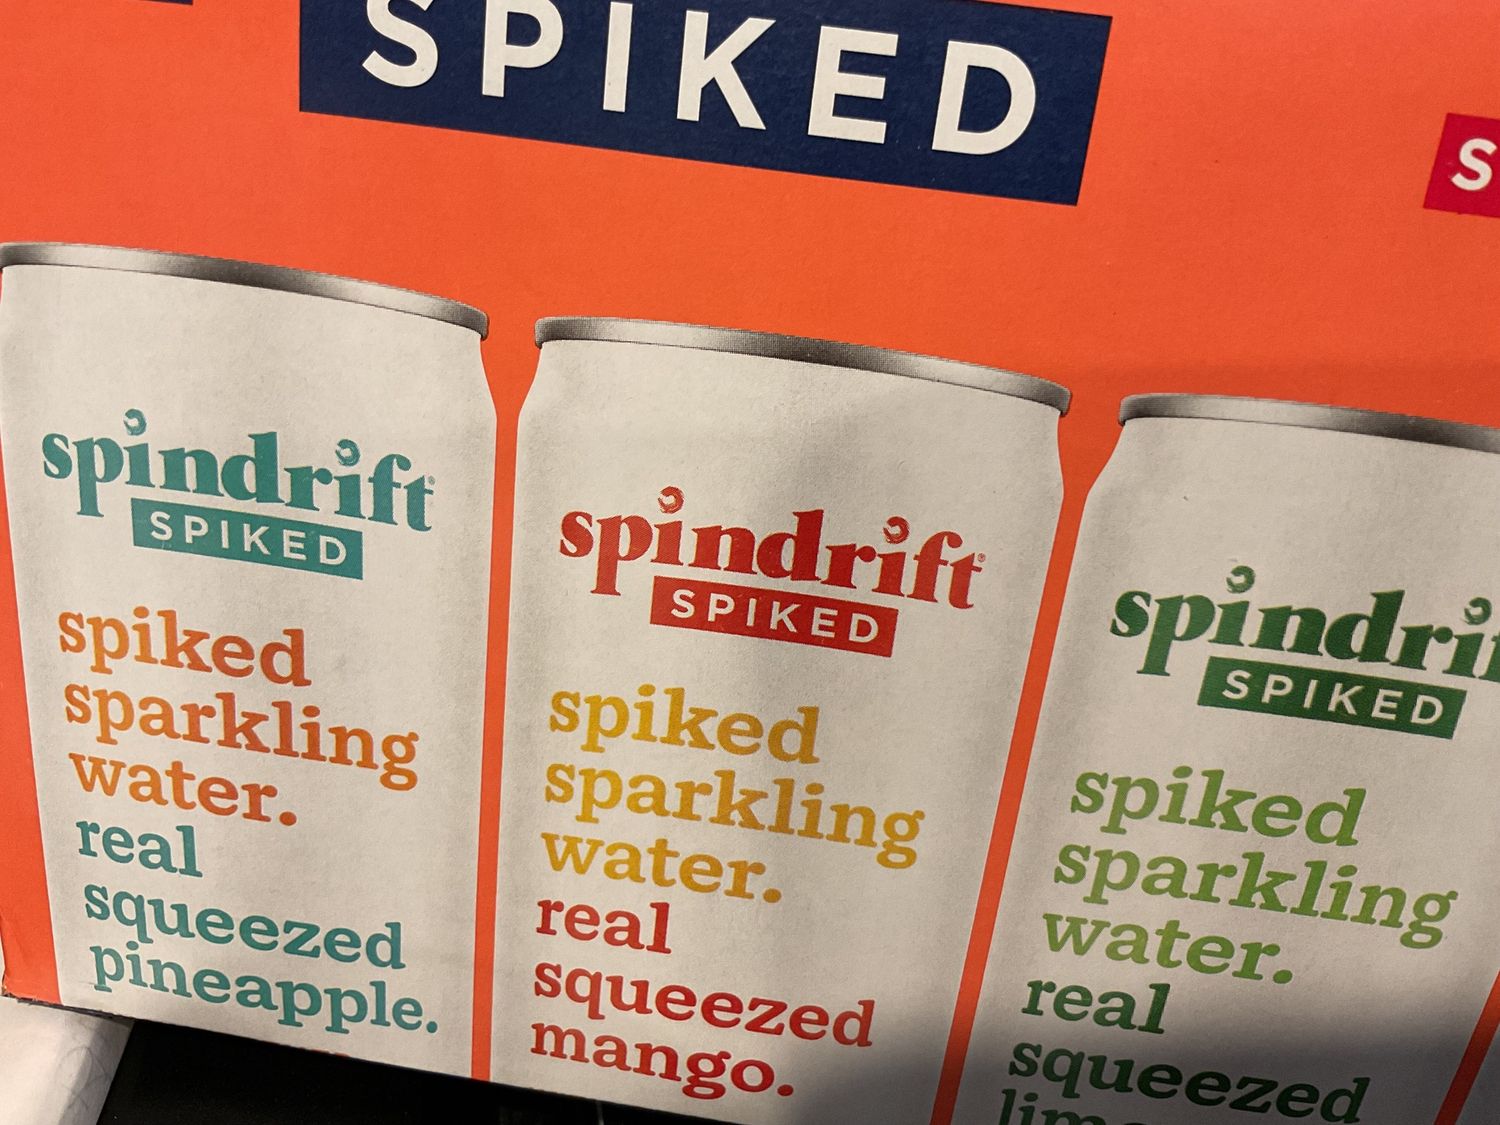 SPIKED
spindrift®
SPIKED
spiked
sparkling
water.
real
squeezed
pineapple.
spindrift®
SPIKED
spiked
sparkling
water.
real
squeezed
mango.
SPIKED
spiked
sparkling
water.
real
squeezed